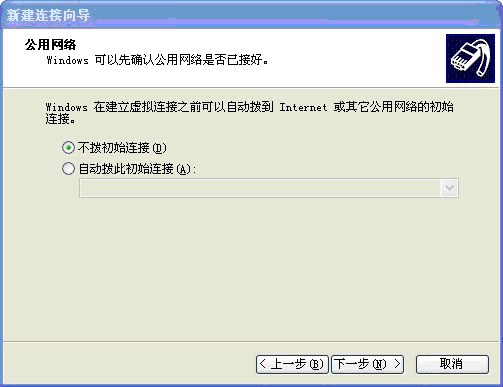 新建连接向导
公用网络
Windows 可以先确认公用网络是否已接好。
Windows 在建立虚拟连接之前可以自动拨到 Internet 或其它公用网络的初始
连接。
不拨初始连接(D)
自动拨此初始连接(A):
< 上一步(B) 下一步(N) > 取消